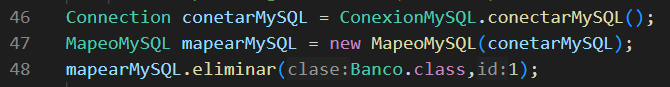 46 Connection conetarMySQL = ConexionMySQL.conectarMySQL();
47 MapeoMySQL mapearMySQL = new MapeoMySQL(conetarMySQL);
48 mapearMySQL.eliminar(clase:Banco.class,id:1);